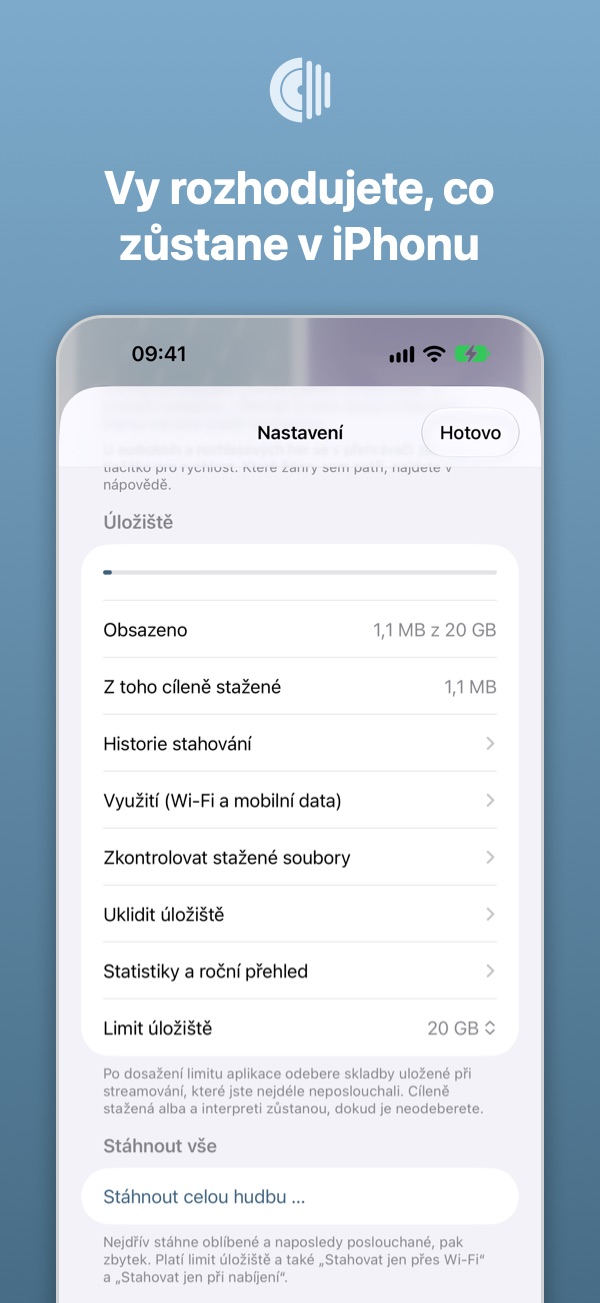 Vy rozhodujete, co
zůstane v iPhonu
09:41
Nastavení
Hotovo
tlačítko pro rychlost. Které žánry sem patří, najdete v
nápovědě.
Úložiště
Obsazeno
1,1 MB z 20 GB
Z toho cíleně stažené
1,1 MB
Historie stahování
Využití (Wi-Fi a mobilní data)
Zkontrolovat stažené soubory
Uklidit úložiště
Statistiky a roční přehled
Limit úložiště
20 GB
Po dosažení limitu aplikace odebere skladby uložené při
streamování, které jste nejdéle neposlouchali. Cíleně
stažená alba a interpreti zůstanou, dokud je neodeberete.
Stáhnout vše
Stáhnout celou hudbu ...
Nejdřív stáhne oblíbené a naposledy poslouchané, pak
zbytek. Platí limit úložiště a také „Stahovat jen přes Wi-Fi“
a „Stahovat jen při nabíjení“.